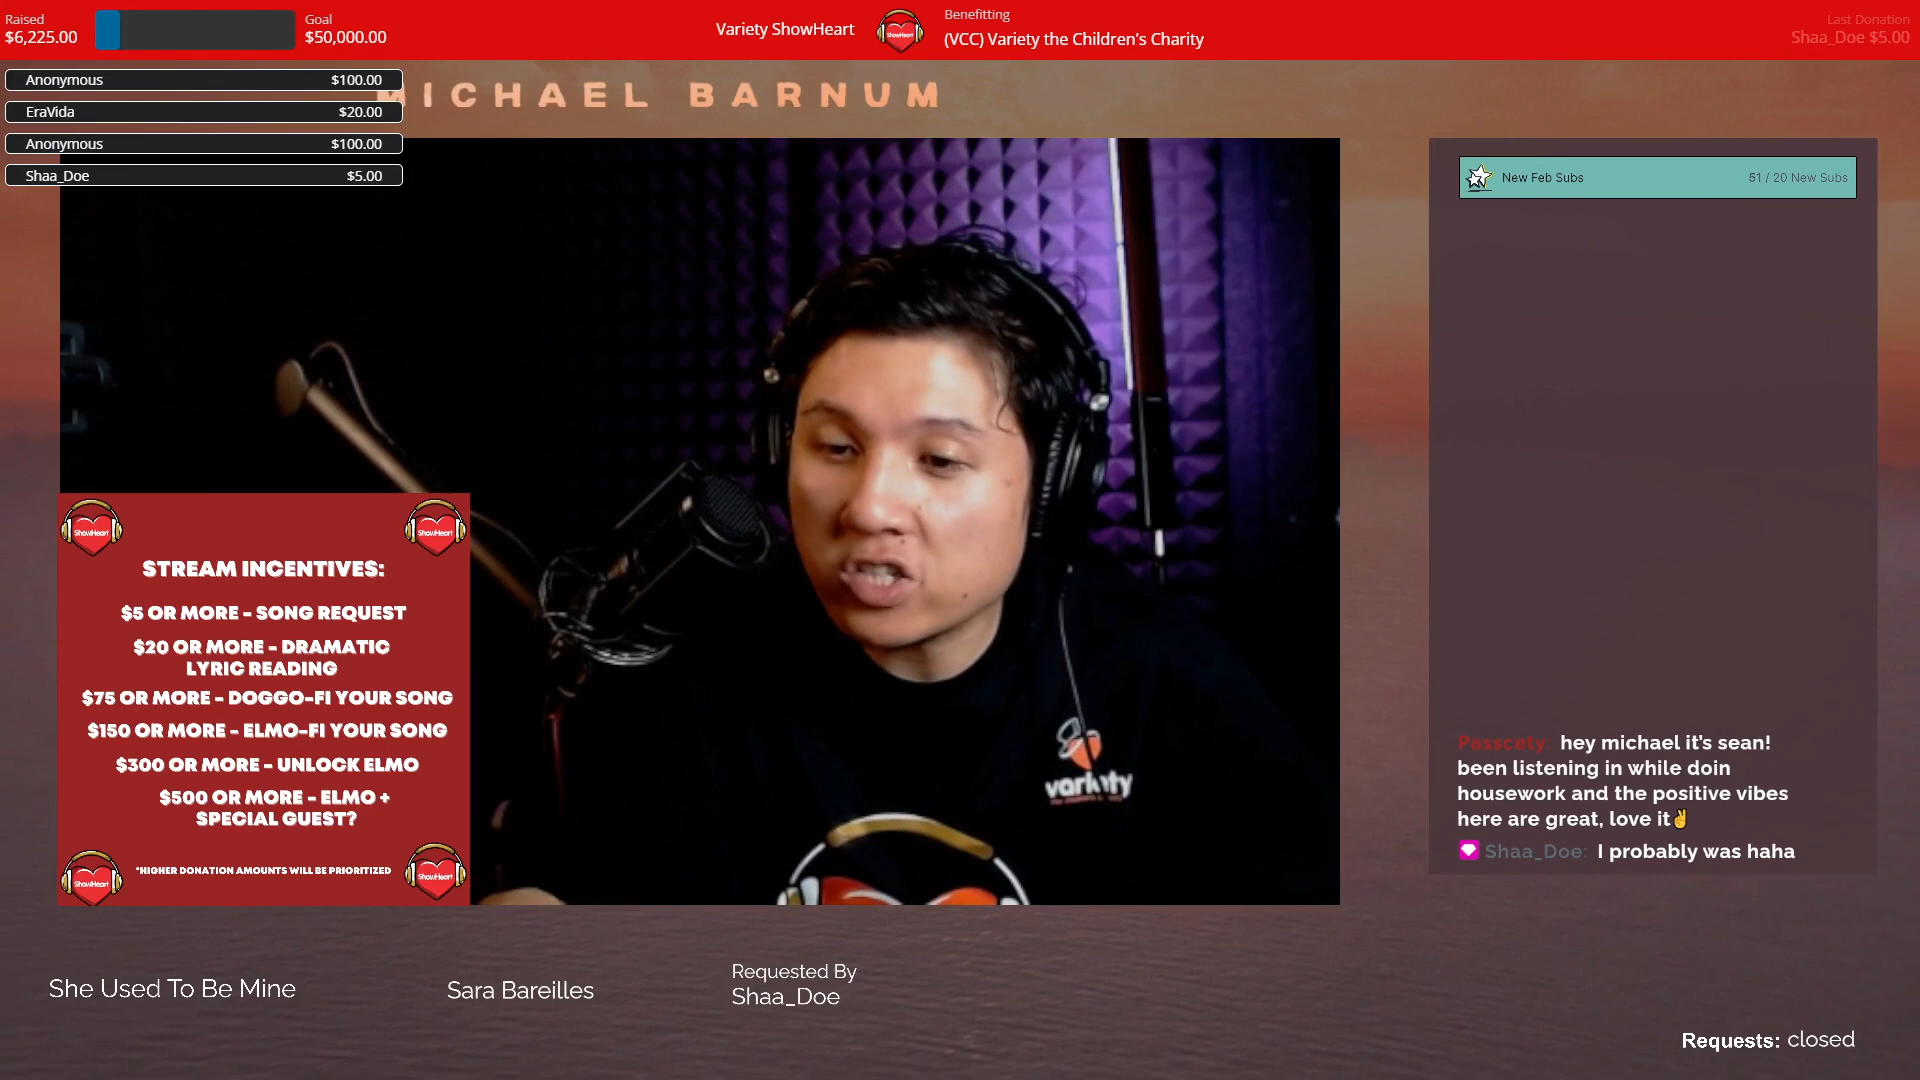 Raised
$6,225.00
Goal
$50,000.00
Variety ShowHeart
ShowHeart
Benefitting
(VCC) Variety the Children's Charity
Last Donation
Shaa_Doe $5.00
Anonymous $100.00
EraVida $20.00
Anonymous $100.00
Shaa_Doe $5.00
MICHAEL BARNUM
New Feb Subs 51 / 20 New Subs
ShowHeart
ShowHeart
STREAM INCENTIVES:
$5 OR MORE - SONG REQUEST
$20 OR MORE - DRAMATIC
LYRIC READING
$75 OR MORE - DOGGO-FI YOUR SONG
$150 OR MORE - ELMO-FI YOUR SONG
$300 OR MORE - UNLOCK ELMO
$500 OR MORE - ELMO +
SPECIAL GUEST?
*HIGHER DONATION AMOUNTS WILL BE PRIORITIZED
ShowHeart
ShowHeart
variety
Passcety: hey michael it's sean!
been listening in while doin
housework and the positive vibes
here are great, love it✌
Shaa_Doe: I probably was haha
She Used To Be Mine
Sara Bareilles
Requested By
Shaa_Doe
Requests: closed